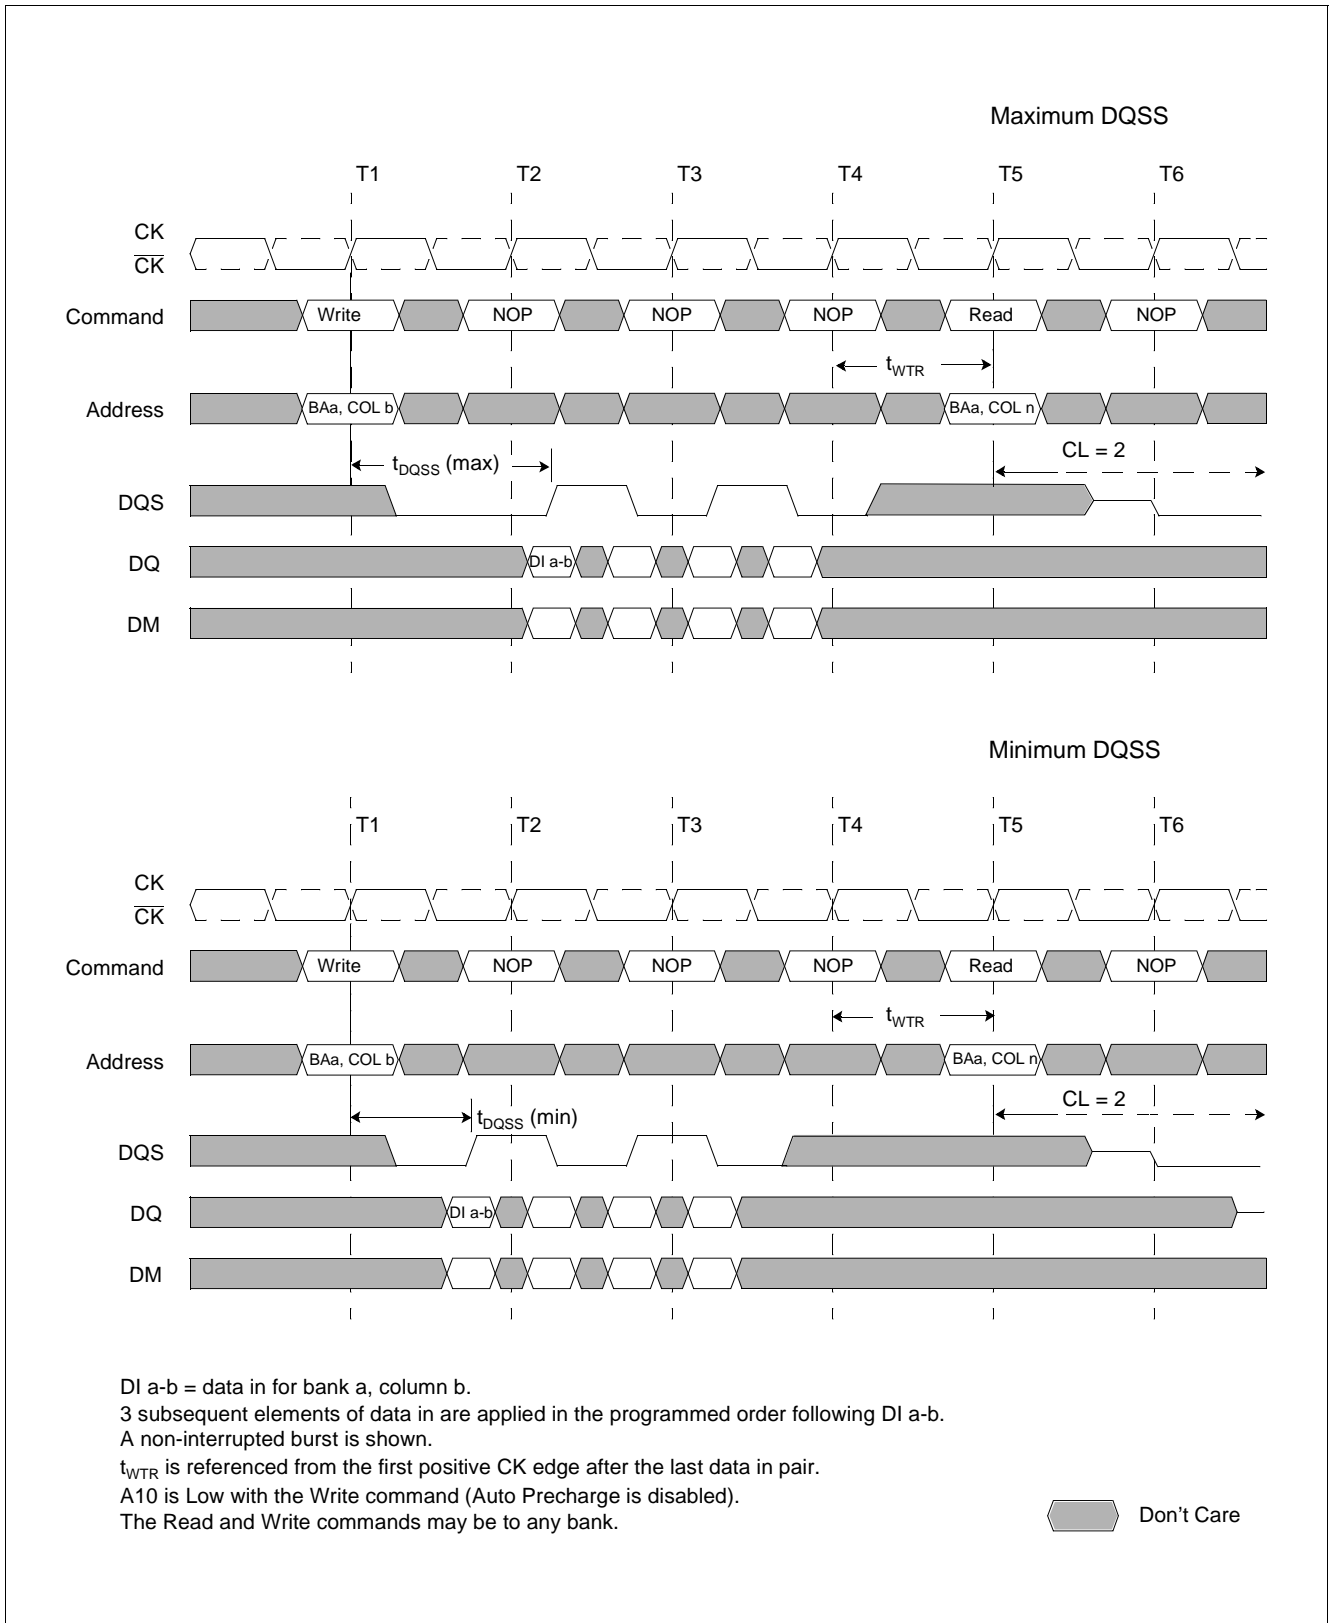 Maximum DQSS
T1 T2 T3 T4 T5 T6
CK
CK
Command Write NOP NOP NOP Read NOP
tWTR
Address BAa, COL b BAa, COL n
tDQSS (max) CL = 2
DQS
DQ DI a-b
DM
Minimum DQSS
T1 T2 T3 T4 T5 T6
CK
CK
Command Write NOP NOP NOP Read NOP
tWTR
Address BAa, COL b BAa, COL n
tDQSS (min) CL = 2
DQS
DQ DI a-b
DM
DI a-b = data in for bank a, column b.
3 subsequent elements of data in are applied in the programmed order following DI a-b.
A non-interrupted burst is shown.
tWTR is referenced from the first positive CK edge after the last data in pair.
A10 is Low with the Write command (Auto Precharge is disabled).
The Read and Write commands may be to any bank.
Don't Care